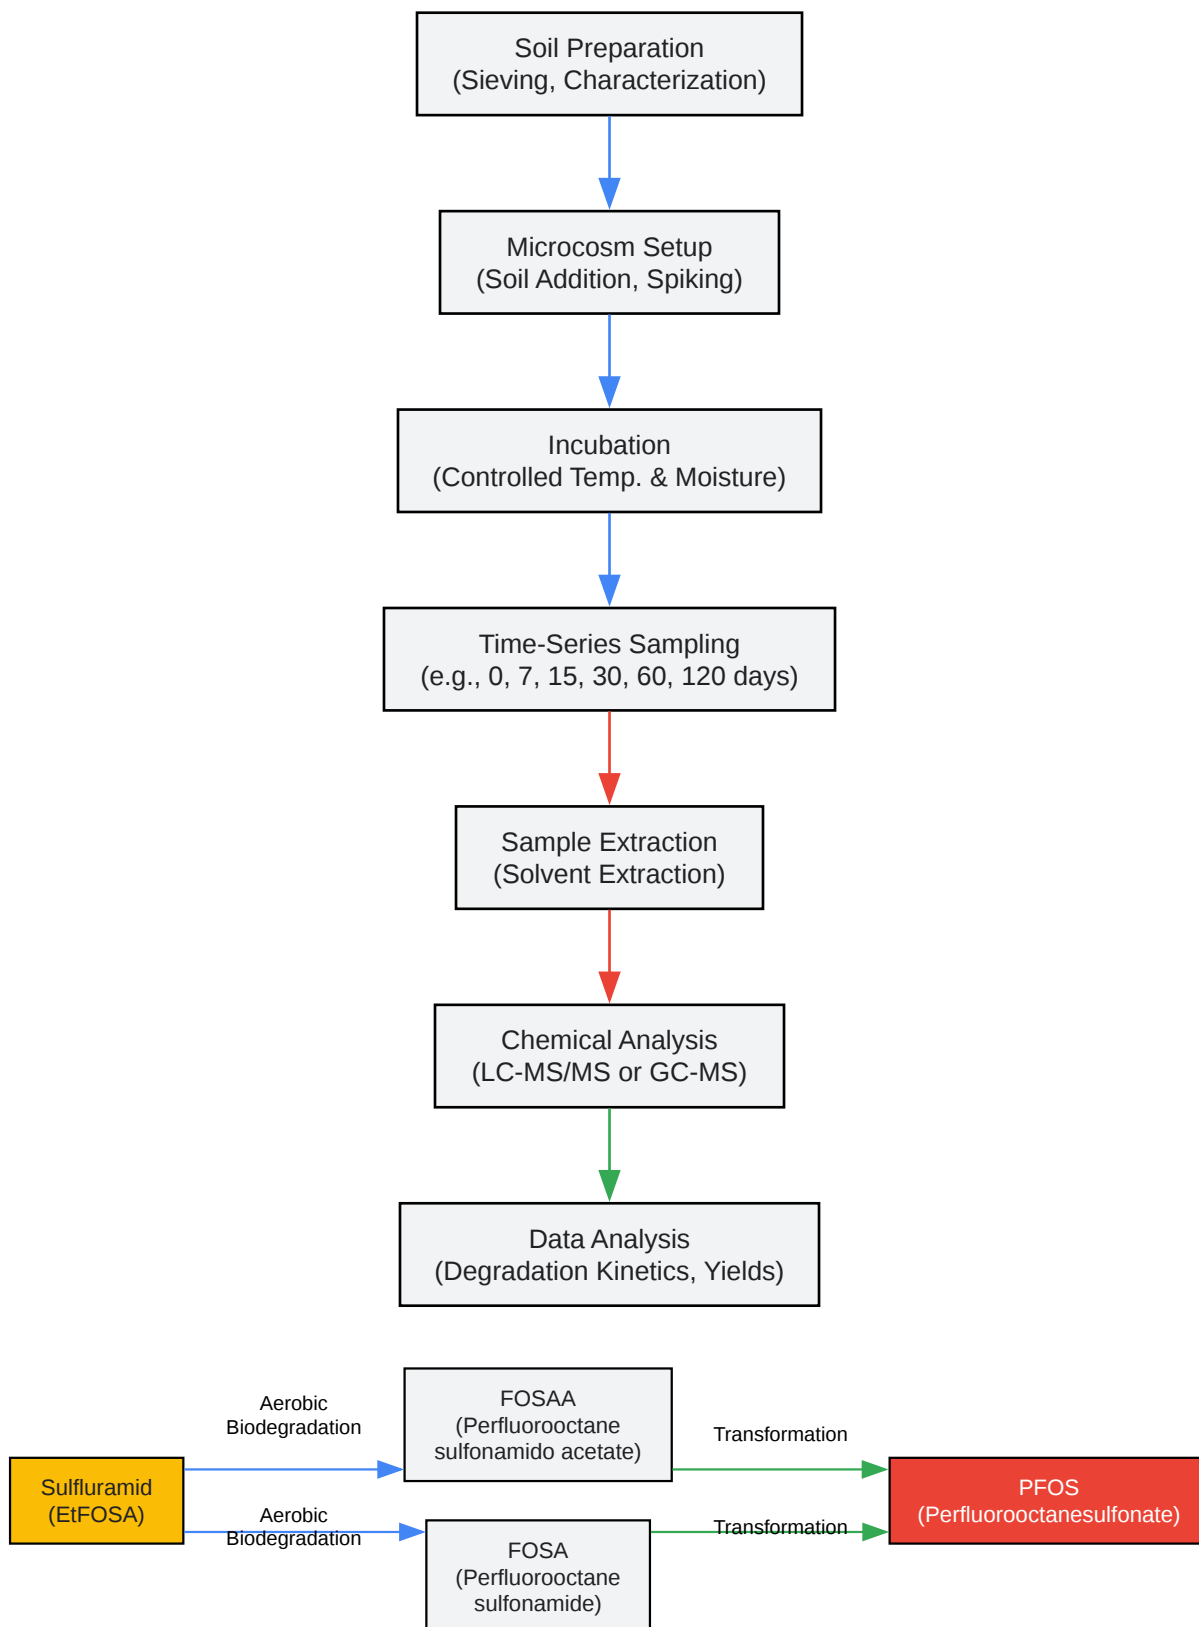 Soil Preparation
(Sieving, Characterization)
Microcosm Setup
(Soil Addition, Spiking)
Incubation
(Controlled Temp. & Moisture)
Time-Series Sampling
(e.g., 0, 7, 15, 30, 60, 120 days)
Sample Extraction
(Solvent Extraction)
Chemical Analysis
(LC-MS/MS or GC-MS)
Data Analysis
(Degradation Kinetics, Yields)
Sulfluramid
(EtFOSA)
Aerobic
Biodegradation
FOSAA
(Perfluorooctane
sulfonamido acetate)
Transformation
Aerobic
Biodegradation
FOSA
(Perfluorooctane
sulfonamide)
Transformation
PFOS
(Perfluorooctanesulfonate)